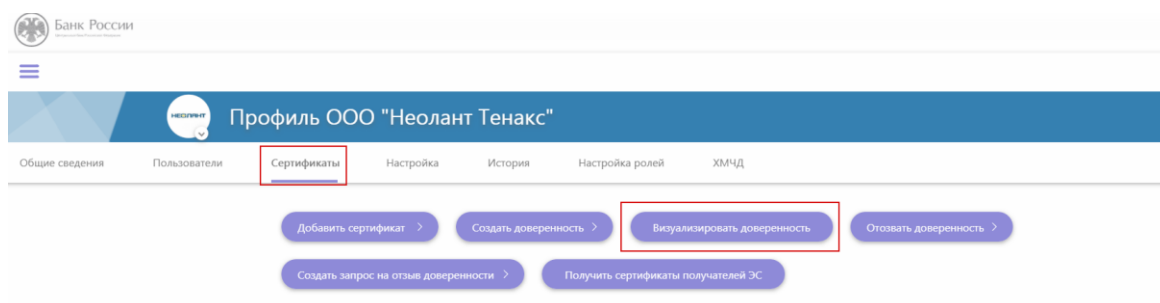 Банк России
НЕОЛАНТ
Профиль ООО "Неолант Тенакс"
Общие сведения Пользователи Сертификаты Настройка История Настройка ролей ХМЧД
Добавить сертификат > Создать доверенность > Визуализировать доверенность Отозвать доверенность >
Создать запрос на отзыв доверенности > Получить сертификаты получателей ЭС